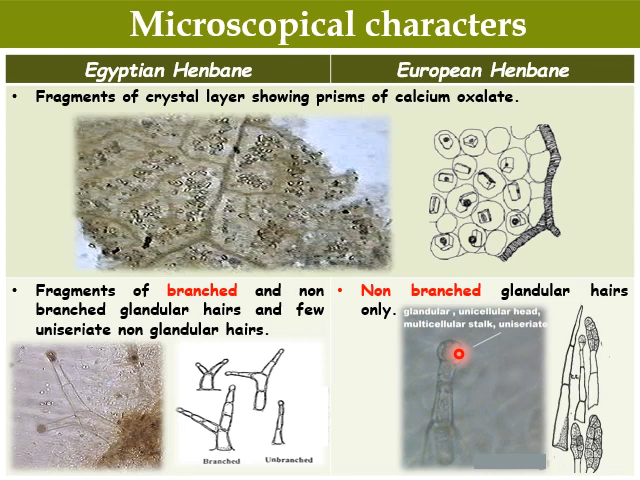 Microscopical characters
Egyptian Henbane
European Henbane
• Fragments of crystal layer showing prisms of calcium oxalate.
• Fragments of branched and non
branched glandular hairs and few
uniseriate non glandular hairs.
Branched
Unbranched
• Non branched glandular hairs
only.
glandular , unicellular head,
multicellular stalk, uniseriate